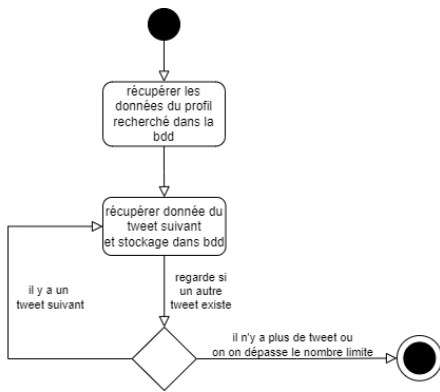 récupérer les
données du profil
recherché dans la
bdd
récupérer donnée du
tweet suivant
et stockage dans bdd
regarde si
un autre
tweet existe
il y a un
tweet suivant
il n'y a plus de tweet ou
on on dépasse le nombre limite